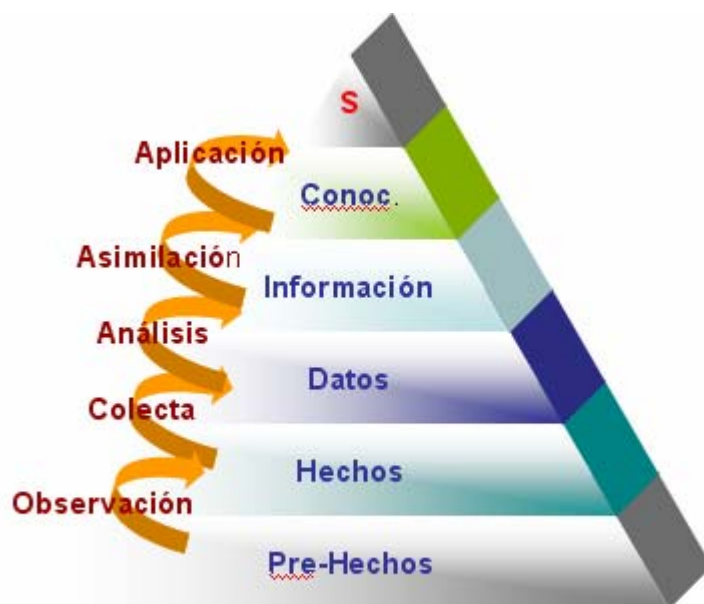 S
Aplicación
Conoc.
Asimilación
Información
Análisis
Datos
Colecta
Hechos
Observación
Pre-Hechos